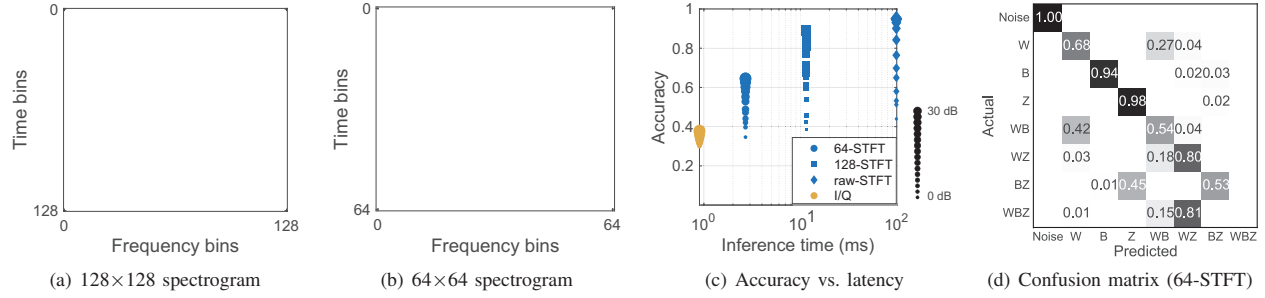 0
Time bins
128
0
128
Frequency bins
(a) 128×128 spectrogram
0
Time bins
64
0
64
Frequency bins
(b) 64×64 spectrogram
1
0.8
0.6
0.4
0.2
Accuracy
10^0
10^1
10^2
Inference time (ms)
64-STFT
128-STFT
raw-STFT
I/Q
30 dB
0 dB
(c) Accuracy vs. latency
Actual
Noise 1.00
W 0.68 0.27 0.04
B 0.94 0.02 0.03
Z 0.98 0.02
WB 0.42 0.54 0.04
WZ 0.03 0.18 0.80
BZ 0.01 0.45 0.53
WBZ 0.01 0.15 0.81
Noise W B Z WB WZ BZ WBZ
Predicted
(d) Confusion matrix (64-STFT)